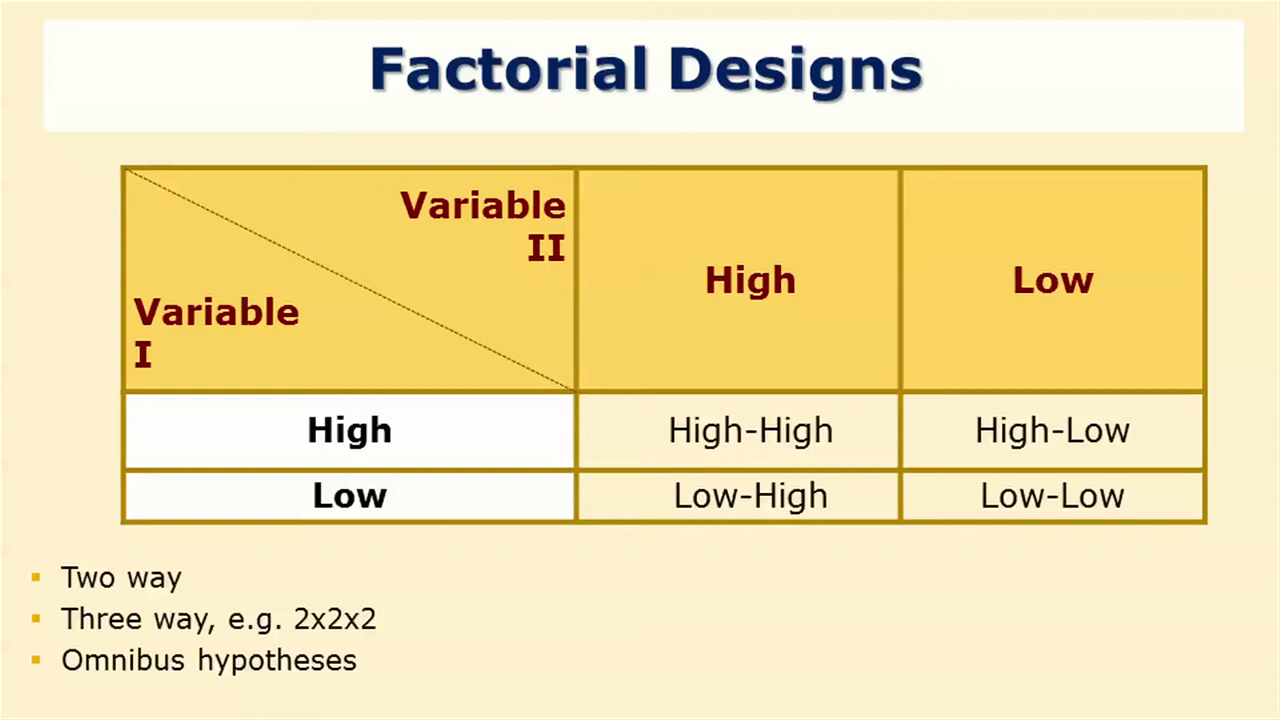 Factorial Designs
Variable
II
Variable
I
High
Low
High
High-High
High-Low
Low
Low-High
Low-Low
▪ Two way
▪ Three way, e.g. 2x2x2
▪ Omnibus hypotheses